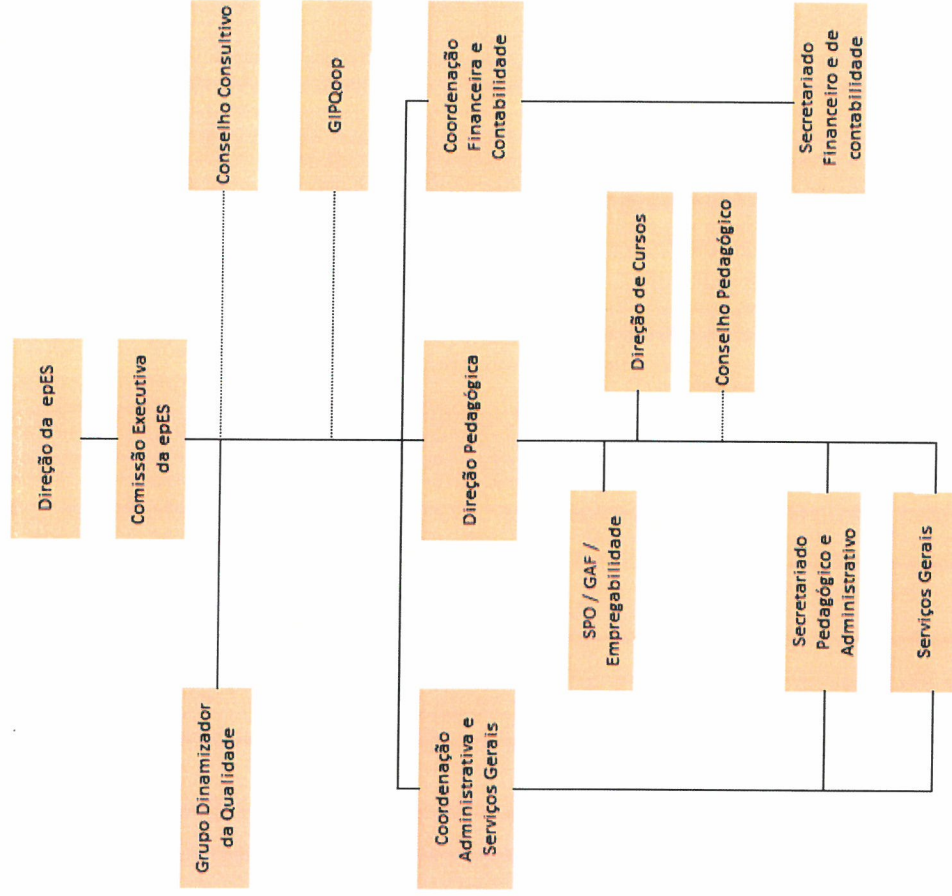 Direção da epES
Comissão Executiva
da epES
Conselho Consultivo
Grupo Dinamizador
da Qualidade
GIPQoop
Coordenação
Administrativa e
Serviços Gerais
Direção Pedagógica
Coordenação
Financeira e
Contabilidade
SPO / GAF /
Empregabilidade
Direção de Cursos
Conselho Pedagógico
Secretariado
Pedagógico e
Administrativo
Secretariado
Financeiro e de
contabilidade
Serviços Gerais